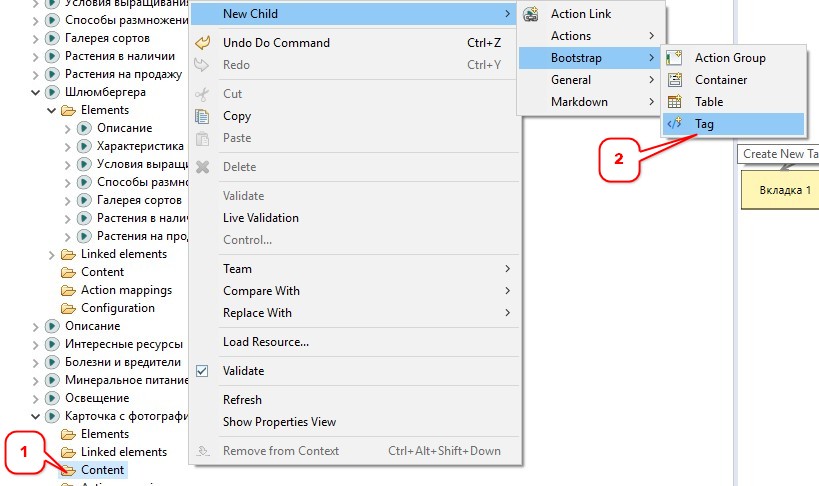 Условия выращивания
Способы размножени
Галерея сортов
Растения в наличии
Растения на продажу
Шлюмбергера
Elements
Описание
Характеристика
Условия выращи
Способы размно
Галерея сортов
Растения в налич
Растения на прод
Linked elements
Content
Action mappings
Configuration
Описание
Интересные ресурсы
Болезни и вредители
Минеральное питание
Освещение
Карточка с фотографи
Elements
Linked elements
1
Content
New Child
Undo Do Command Ctrl+Z
Redo Ctrl+Y
Cut
Copy
Paste
Delete
Validate
Live Validation
Control...
Team
Compare With
Replace With
Load Resource...
Validate
Refresh
Show Properties View
Remove from Context Ctrl+Alt+Shift+Down
Action Link
Actions
Bootstrap
General
Markdown
Action Group
Container
Table
Tag
2
Create New Ta
Вкладка 1